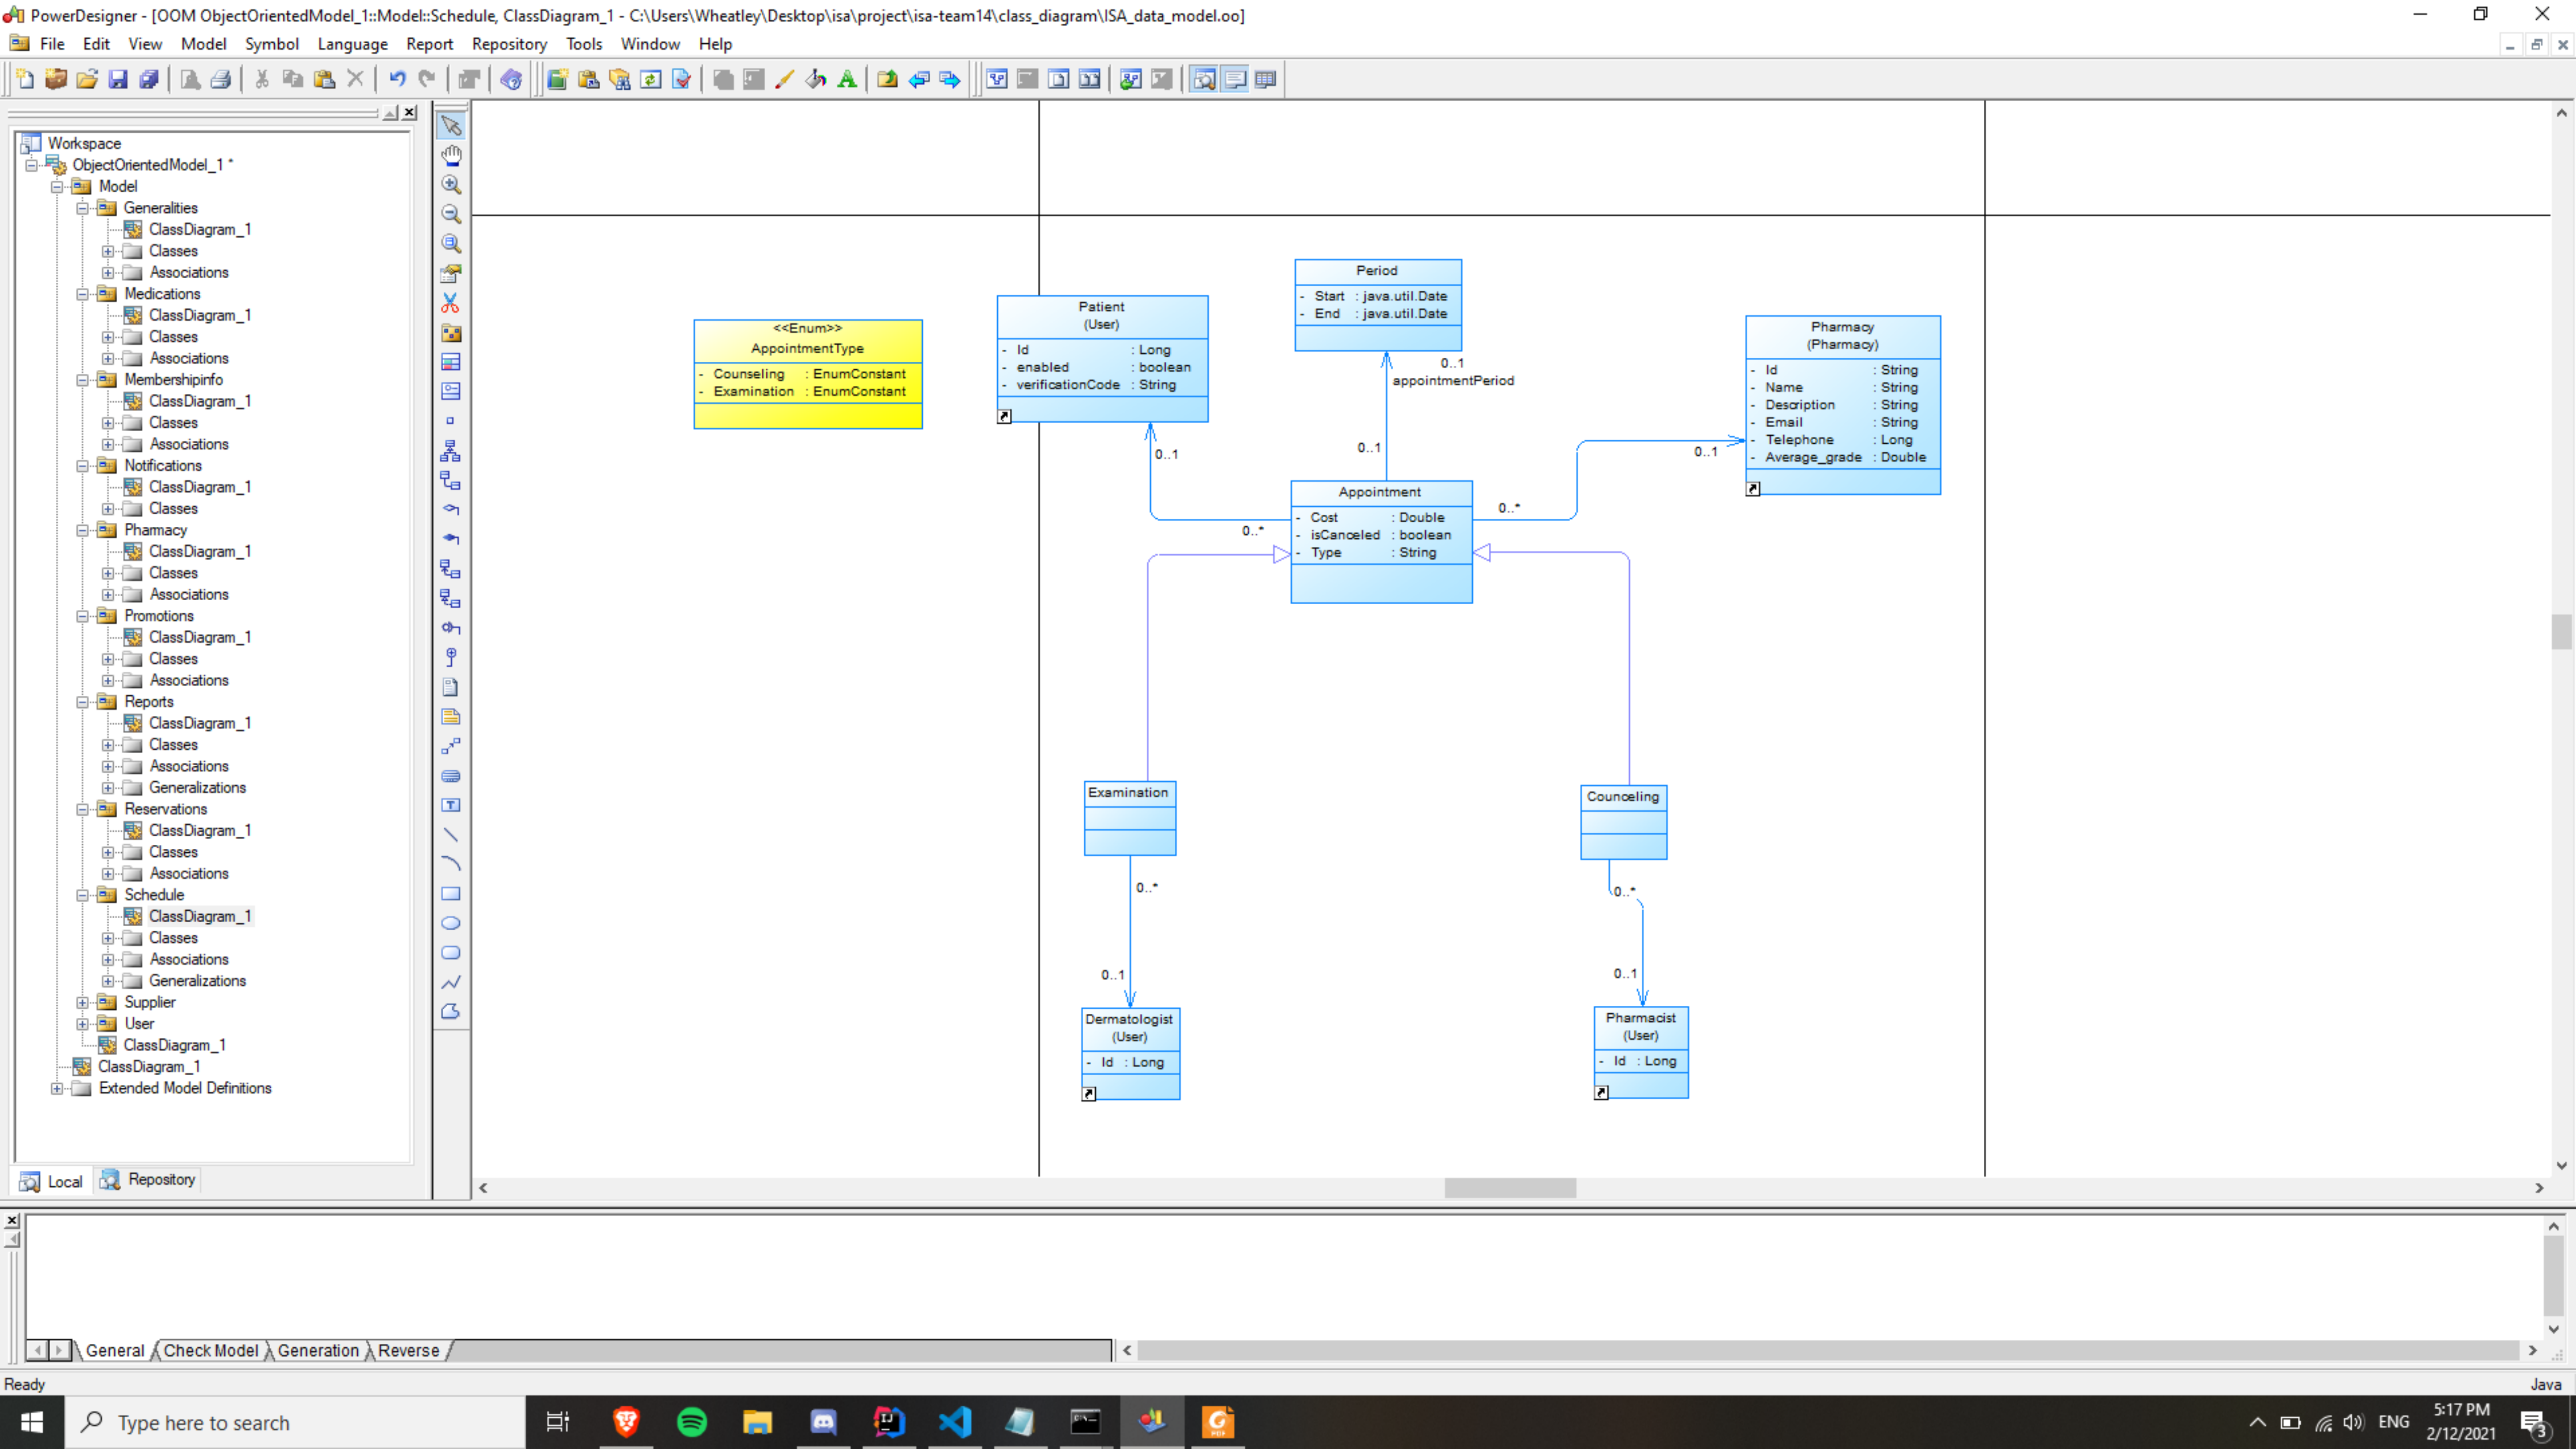 PowerDesigner - [OOM ObjectOrientedModel_1::Model::Schedule, ClassDiagram_1 - C:\Users\Wheatley\Desktop\isa\project\isa-team14\class_diagram\ISA_data_model.oo]
File Edit View Model Symbol Language Report Repository Tools Window Help
Workspace
ObjectOrientedModel_1 *
Model
Generalities
ClassDiagram_1
Classes
Associations
Medications
ClassDiagram_1
Classes
Associations
Membershipinfo
ClassDiagram_1
Classes
Associations
Notifications
ClassDiagram_1
Classes
Pharmacy
ClassDiagram_1
Classes
Associations
Promotions
ClassDiagram_1
Classes
Associations
Reports
ClassDiagram_1
Classes
Associations
Generalizations
Reservations
ClassDiagram_1
Classes
Associations
Schedule
ClassDiagram_1
Classes
Associations
Generalizations
Supplier
User
ClassDiagram_1
ClassDiagram_1
Extended Model Definitions
Local Repository
<<Enum>>
AppointmentType
- Counseling : EnumConstant
- Examination : EnumConstant
Patient
(User)
- Id : Long
- enabled : boolean
- verificationCode : String
Period
- Start : java.util.Date
- End : java.util.Date
0..1
appointmentPeriod
0..1
Pharmacy
(Pharmacy)
- Id : String
- Name : String
- Description : String
- Email : String
- Telephone : Long
- Average_grade : Double
0..1
0..1
Appointment
- Cost : Double
- isCanceled : boolean
- Type : String
0..*
0..*
Examination
Counceling
0..*
0..*
0..1
0..1
Dermatologist
(User)
- Id : Long
Pharmacist
(User)
- Id : Long
General Check Model Generation Reverse
Ready
Java
Type here to search
ENG
5:17 PM
2/12/2021
3